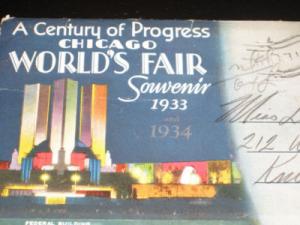 A Century of Progress
CHICAGO
WORLD'S FAIR
Souvenir
1933
and
1934
Miss
212
FEDERAL BUILDING